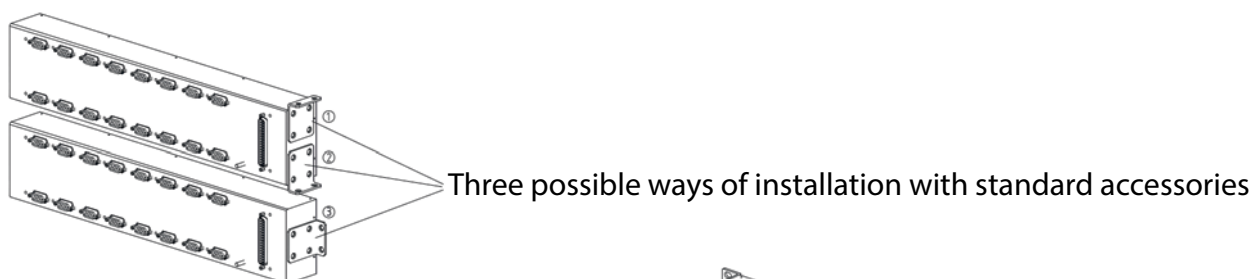 ①
②
Three possible ways of installation with standard accessories
③